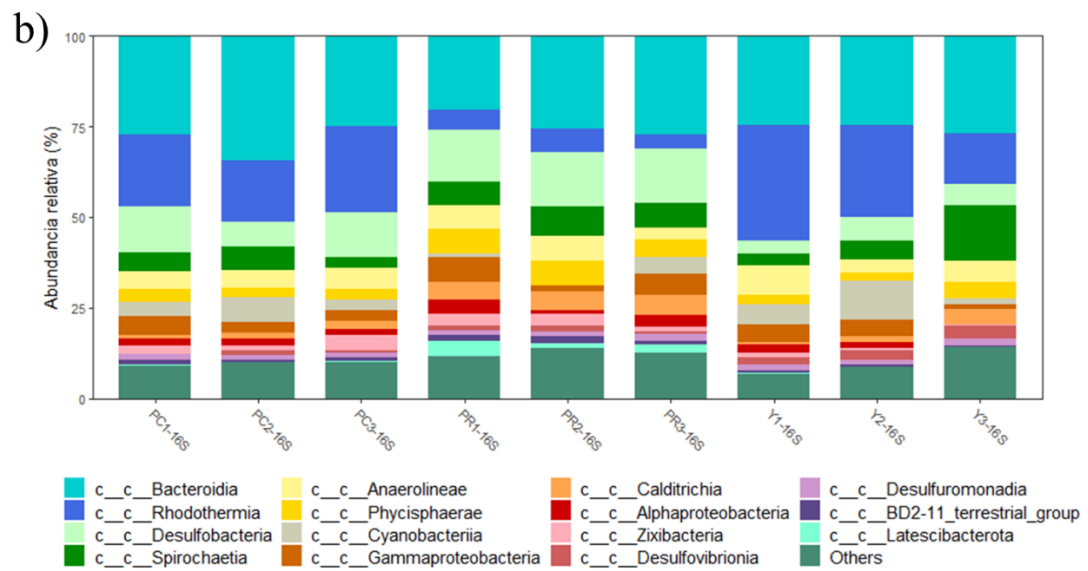 b)
Abundancia relativa (%)
100
75
50
25
0
PC1-16S PC2-16S PC3-16S PR1-16S PR2-16S PR3-16S Y1-16S Y2-16S Y3-16S
c__c__Bacteroidia c__c__Anaerolineae c__c__Calditrichia c__c__Desulfuromonadia
c__c__Rhodothermia c__c__Phycisphaerae c__c__Alphaproteobacteria c__c__BD2-11_terrestrial_group
c__c__Desulfobacteria c__c__Cyanobacteriia c__c__Zixibacteria c__c__Latescibacterota
c__c__Spirochaetia c__c__Gammaproteobacteria c__c__Desulfovibrionia Others